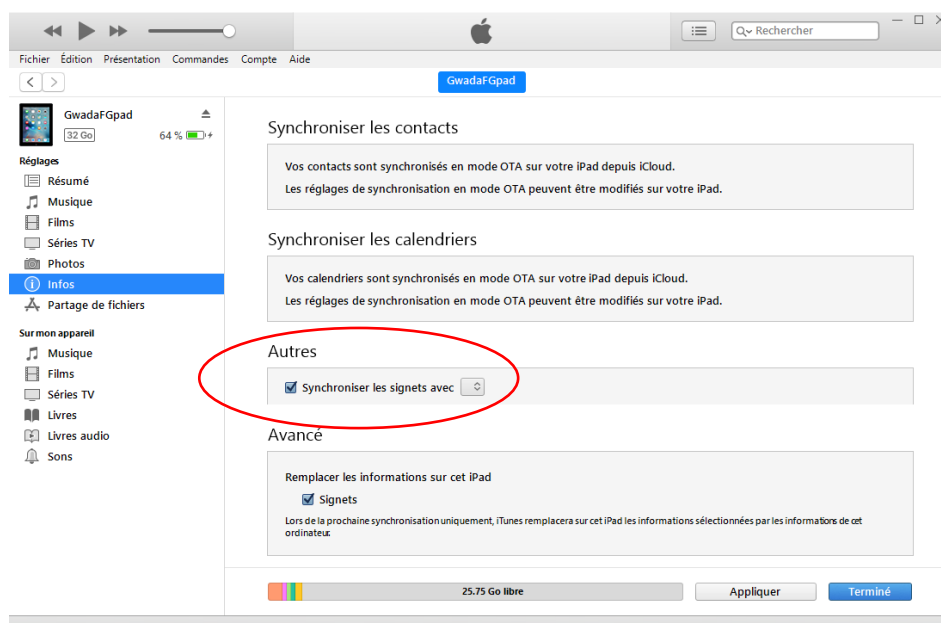 Rechercher
Fichier Édition Présentation Commandes Compte Aide
GwadaFGpad
GwadaFGpad
32 Go 64 %
Réglages
Résumé
Musique
Films
Séries TV
Photos
Infos
Partage de fichiers
Sur mon appareil
Musique
Films
Séries TV
Livres
Livres audio
Sons
Synchroniser les contacts
Vos contacts sont synchronisés en mode OTA sur votre iPad depuis iCloud.
Les réglages de synchronisation en mode OTA peuvent être modifiés sur votre iPad.
Synchroniser les calendriers
Vos calendriers sont synchronisés en mode OTA sur votre iPad depuis iCloud.
Les réglages de synchronisation en mode OTA peuvent être modifiés sur votre iPad.
Autres
Synchroniser les signets avec
Avancé
Remplacer les informations sur cet iPad
Signets
Lors de la prochaine synchronisation uniquement, iTunes remplacera sur cet iPad les informations sélectionnées par les informations de cet
ordinateur.
25.75 Go libre
Appliquer
Terminé